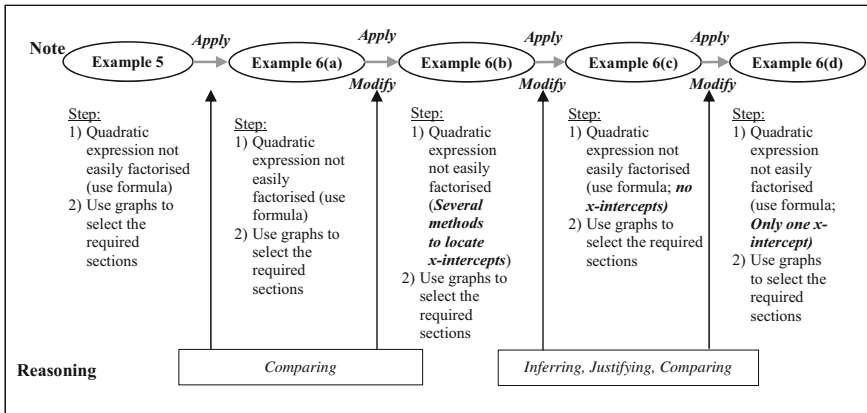 Note
Apply
Apply
Apply
Apply
Example 5
Example 6(a)
Example 6(b)
Example 6(c)
Example 6(d)
Modify
Modify
Modify
Step:
1) Quadratic
expression not
easily factorised
(use formula)
2) Use graphs to
select the
required
sections
Step:
1) Quadratic
expression not
easily
factorised (use
formula)
2) Use graphs to
select the
required
sections
Step:
1) Quadratic
expression
not easily
factorised
(Several
methods
to locate
x-intercepts)
2) Use graphs to
select the
required
sections
Step:
1) Quadratic
expression not
easily factorised
(use formula; no
x-intercepts)
2) Use graphs to
select the
required sections
Step:
1) Quadratic
expression
not easily
factorised
(use formula;
Only one x-
intercept)
2) Use graphs
to select the
required
sections
Reasoning
Comparing
Inferring, Justifying, Comparing